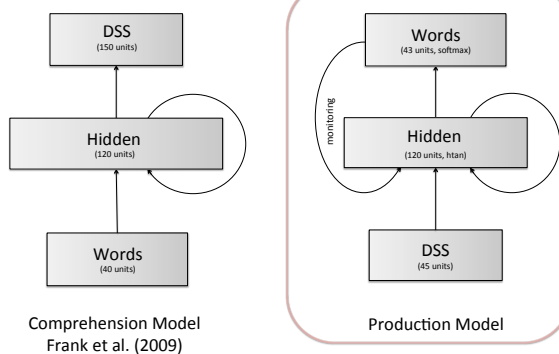 DSS
(150 units)
Hidden
(120 units)
Words
(40 units)
Comprehension Model
Frank et al. (2009)
Words
(43 units, softmax)
monitoring
Hidden
(120 units, htan)
DSS
(45 units)
Production Model